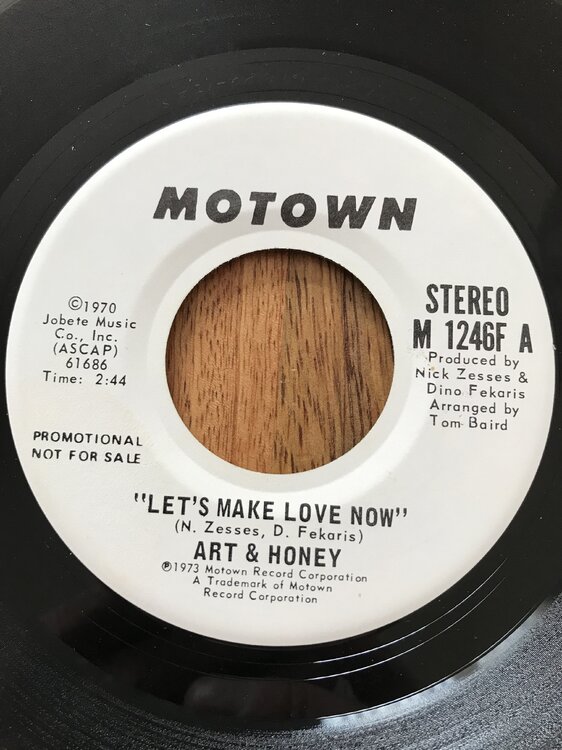 MOTOWN
©1970
Jobete Music
Co., Inc.
(ASCAP)
61686
Time: 2:44
PROMOTIONAL
NOT FOR SALE
STEREO
M 1246F A
Produced by
Nick Zesses &
Dino Fekaris
Arranged by
Tom Baird
"LET'S MAKE LOVE NOW"
(N. Zesses, D. Fekaris)
ART & HONEY
℗1973 Motown Record Corporation
A Trademark of Motown
Record Corporation